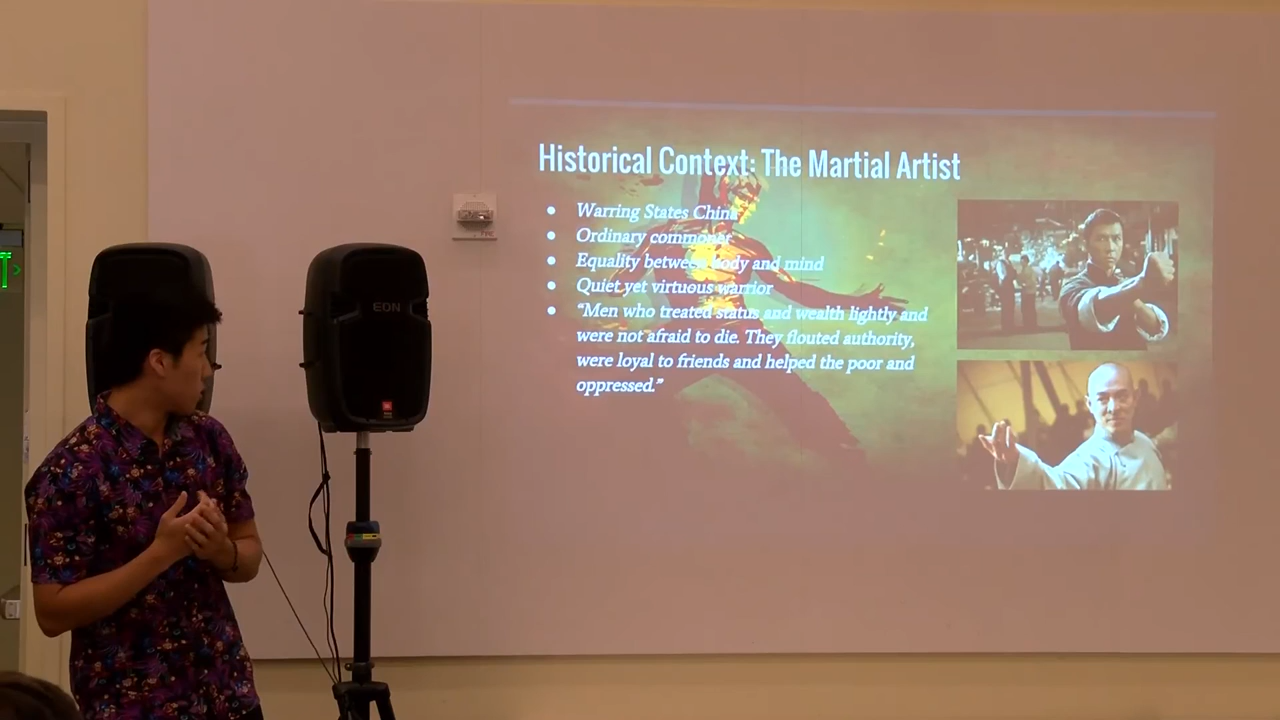 Historical Context: The Martial Artist
• Warring States China
• Ordinary commoner
• Equality between body and mind
• Quiet yet virtuous warrior
• “Men who treated status and wealth lightly and
were not afraid to die. They flouted authority,
were loyal to friends and helped the poor and
oppressed.”
EON
JBL